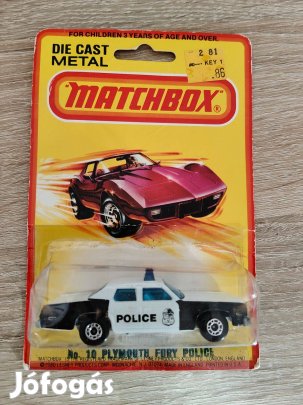 FOR CHILDREN 3 YEARS OF AGE AND OVER.
DIE CAST
METAL
2 81
KEY 1
.86
MATCHBOX®
POLICE
No. 10 PLYMOUTH FURY POLICE
Jófogás